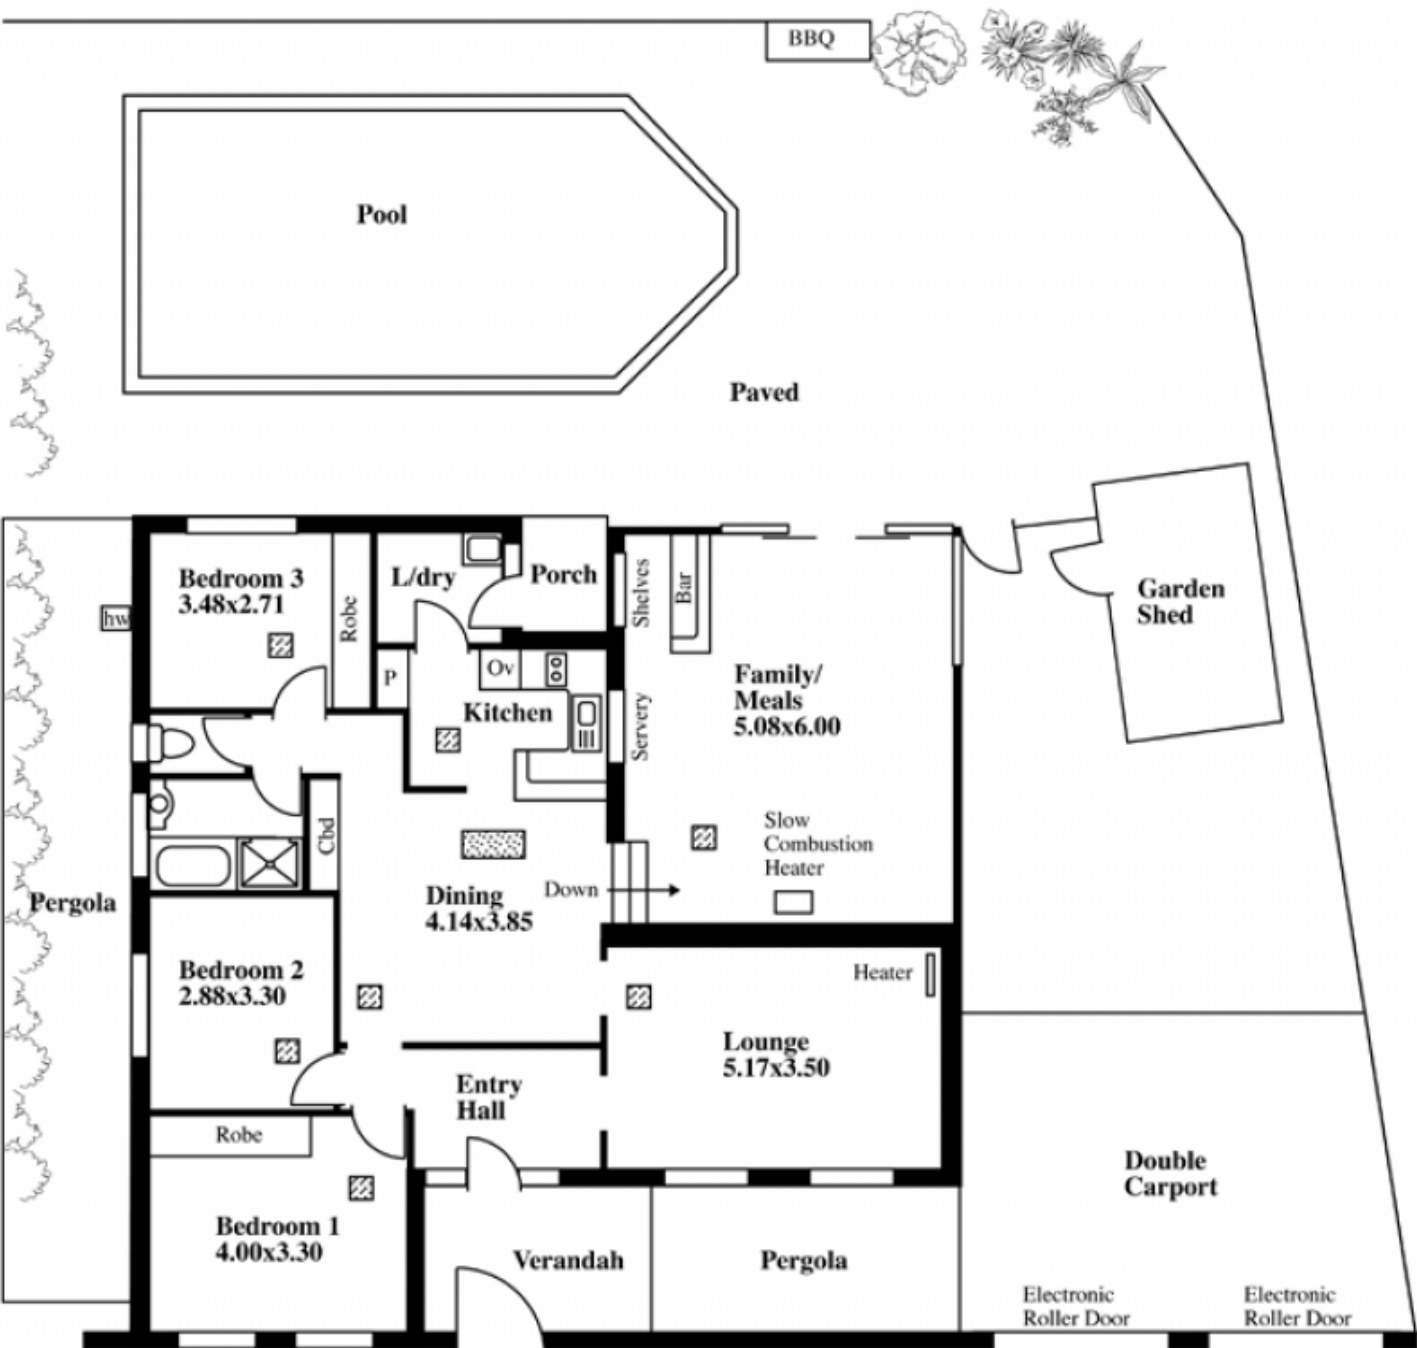 BBQ
Pool
Paved
Bedroom 3
3.48x2.71
Robe
L/dry
Porch
Shelves
Bar
Garden
Shed
hw
P
Ov
Kitchen
Servery
Family/
Meals
5.08x6.00
Slow
Combustion
Heater
Cbd
Down
Dining
4.14x3.85
Pergola
Bedroom 2
2.88x3.30
Heater
Lounge
5.17x3.50
Entry
Hall
Robe
Bedroom 1
4.00x3.30
Verandah
Pergola
Double
Carport
Electronic
Roller Door
Electronic
Roller Door